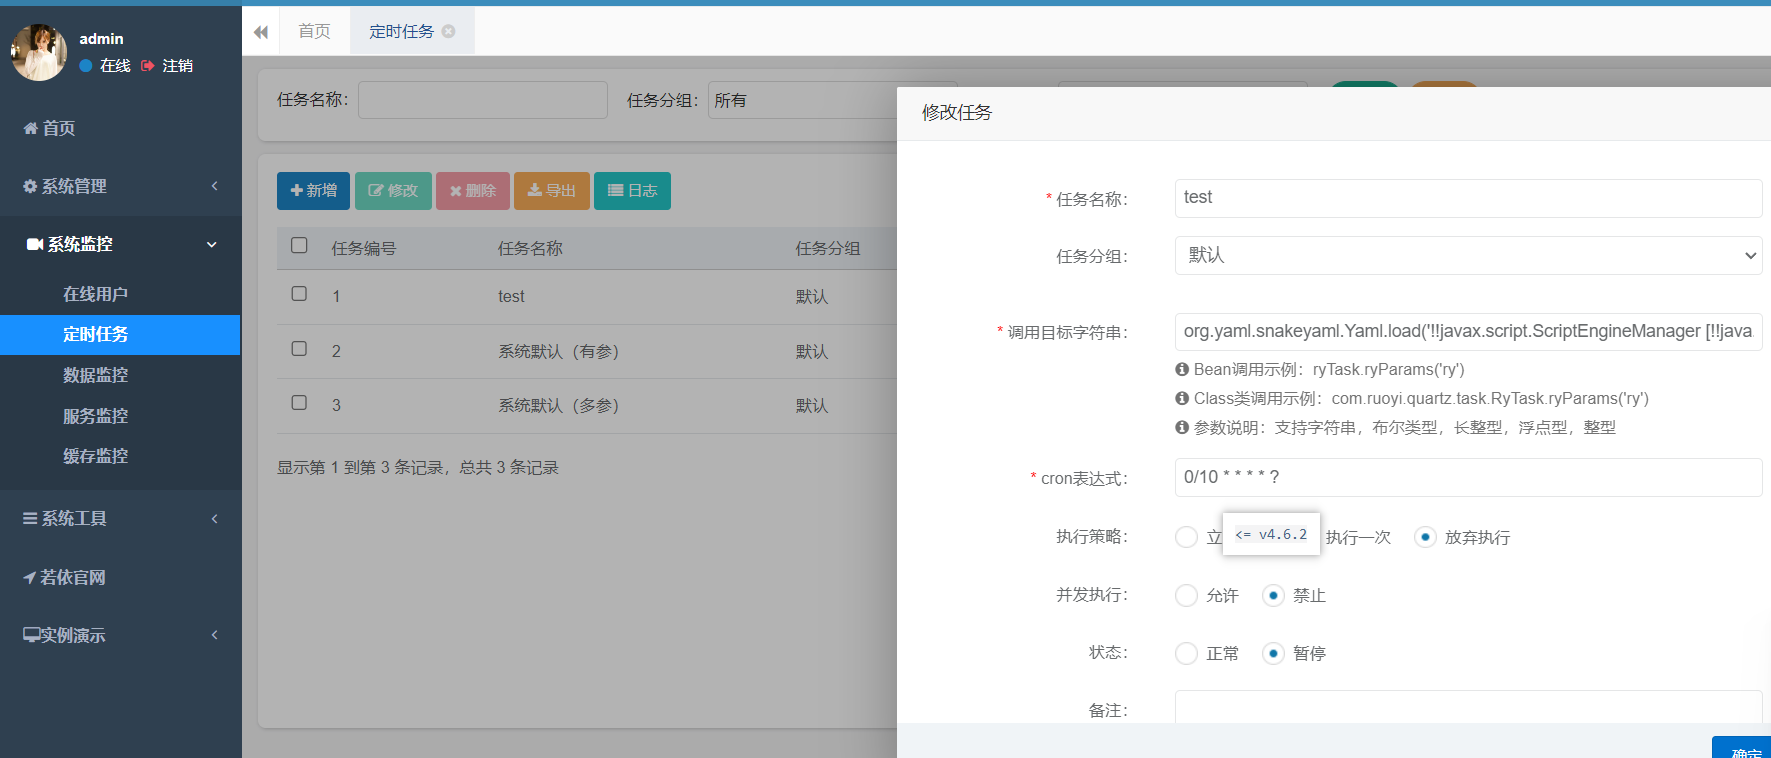 admin
在线 注销
首页
系统管理
系统监控
在线用户
定时任务
数据监控
服务监控
缓存监控
系统工具
若依官网
实例演示
首页 定时任务
任务名称： 任务分组： 所有
新增 修改 删除 导出 日志
任务编号 任务名称 任务分组
1 test 默认
2 系统默认（有参） 默认
3 系统默认（多参） 默认
显示第 1 到第 3 条记录，总共 3 条记录
修改任务
* 任务名称： test
任务分组： 默认
* 调用目标字符串： org.yaml.snakeyaml.Yaml.load('!!javax.script.ScriptEngineManager [!!java.
Bean调用示例：ryTask.ryParams('ry')
Class类调用示例：com.ruoyi.quartz.task.RyTask.ryParams('ry')
参数说明：支持字符串，布尔类型，长整型，浮点型，整型
* cron表达式： 0/10 * * * * ?
执行策略： 立 <= v4.6.2 执行一次 放弃执行
并发执行： 允许 禁止
状态： 正常 暂停
备注：
确定